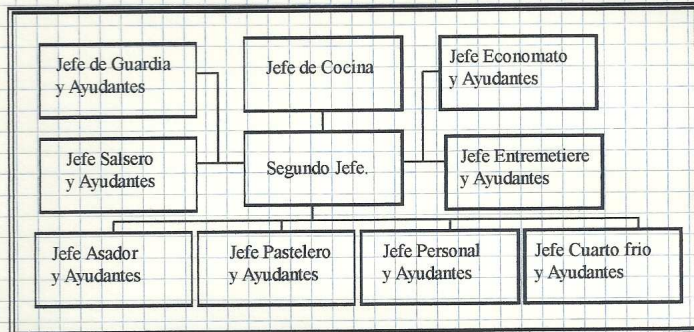 Jefe de Guardia
y Ayudantes
Jefe de Cocina
Jefe Economato
y Ayudantes
Jefe Salsero
y Ayudantes
Segundo Jefe.
Jefe Entremetiere
y Ayudantes
Jefe Asador
y Ayudantes
Jefe Pastelero
y Ayudantes
Jefe Personal
y Ayudantes
Jefe Cuarto frio
y Ayudantes